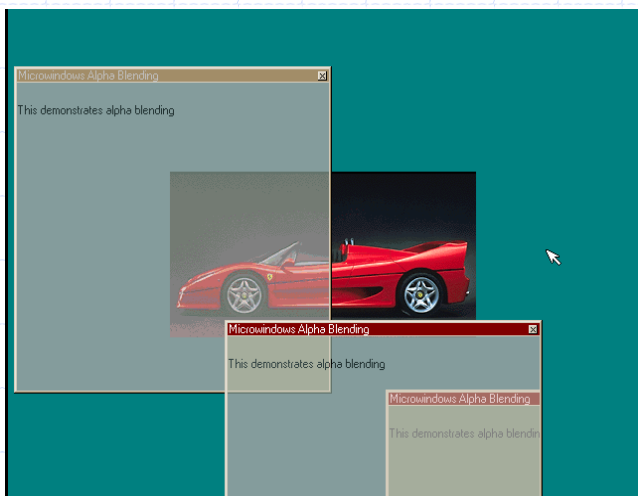 Microwindows Alpha Blending
This demonstrates alpha blending
Microwindows Alpha Blending
This demonstrates alpha blending
Microwindows Alpha Blending
This demonstrates alpha blendin